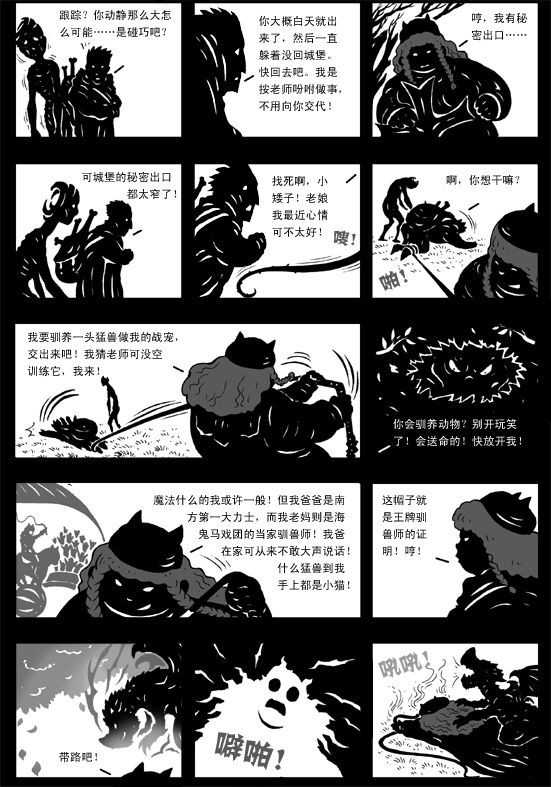 跟踪？你动静那么大怎
么可能……是碰巧吧？
你大概白天就出
来了，然后一直
躲着没回城堡。
快回去吧。我是
按老师吩咐做事，
不用向你交代！
哼，我有秘
密出口……
可城堡的秘密出口
都太窄了！
找死啊，小
矮子！老娘
我最近心情
可不太好！
嗖！
啊，你想干嘛？
啪！
我要驯养一头猛兽做我的战宠，
交出来吧！我猜老师可没空
训练它，我来！
你会驯养动物？别开玩笑
了！会送命的！快放开我！
魔法什么的我或许一般！但我爸爸是南
方第一大力士，而我老妈则是海
鬼马戏团的当家驯兽师！我爸
在家可从来不敢大声说话！
什么猛兽到我
手上都是小猫！
这帽子就
是王牌驯
兽师的证
明！哼！
带路吧！
噼啪！
吼吼！